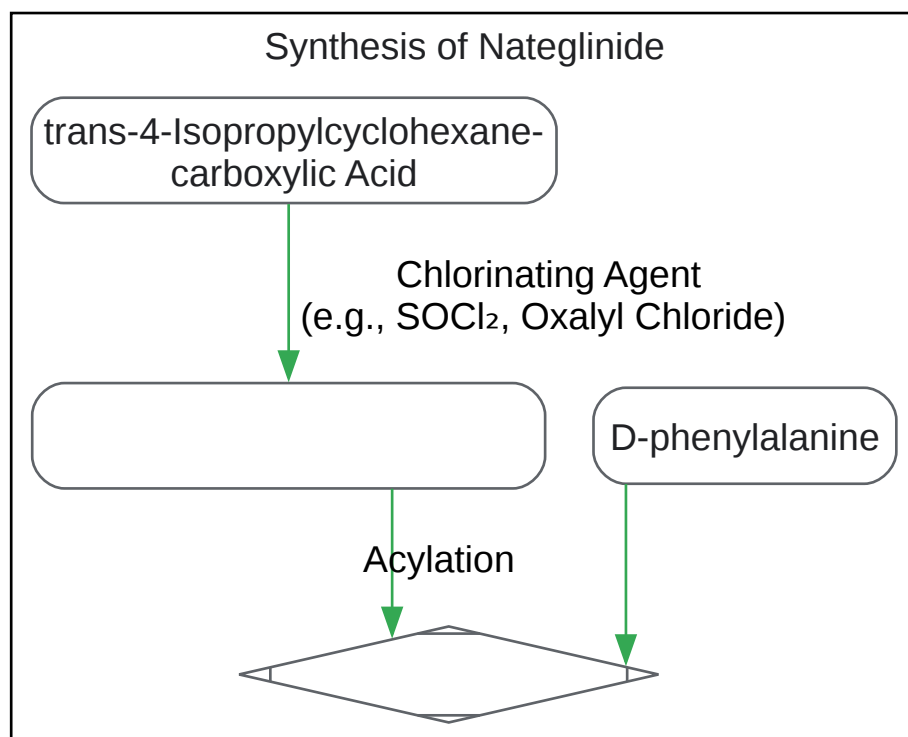 Synthesis of Nateglinide
trans-4-Isopropylcyclohexane-
carboxylic Acid
Chlorinating Agent
(e.g., SOCl₂, Oxalyl Chloride)
D-phenylalanine
Acylation